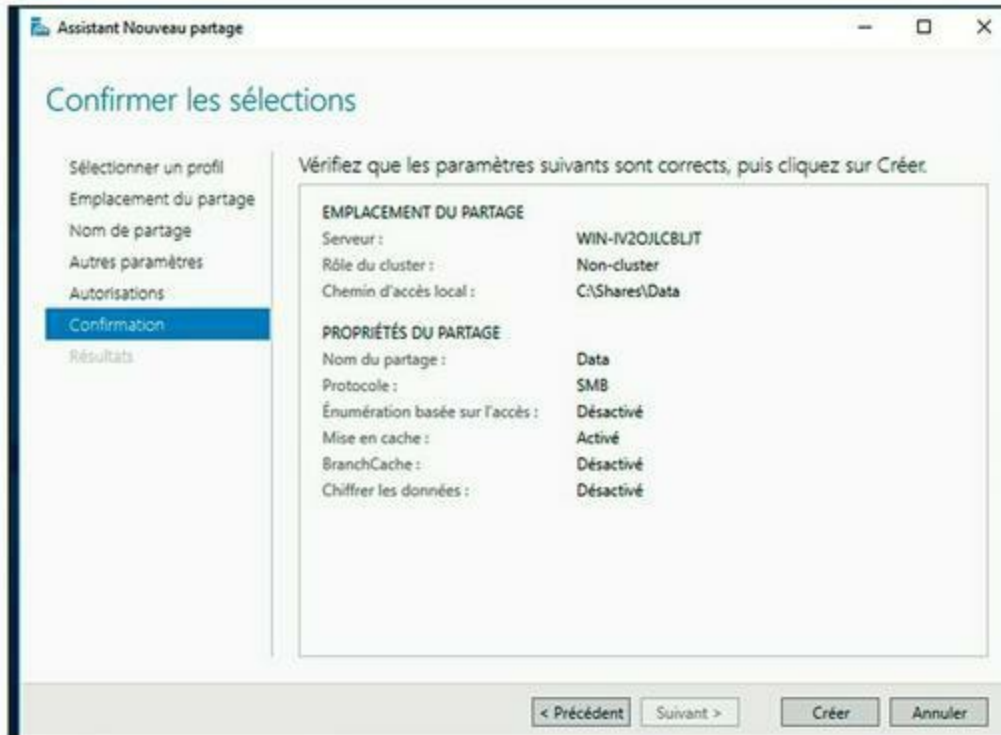 Assistant Nouveau partage
Confirmer les sélections
Sélectionner un profil
Emplacement du partage
Nom de partage
Autres paramètres
Autorisations
Confirmation
Résultats
Vérifiez que les paramètres suivants sont corrects, puis cliquez sur Créer.
EMPLACEMENT DU PARTAGE
Serveur : WIN-IV2OJLCBLJT
Rôle du cluster : Non-cluster
Chemin d'accès local : C:\Shares\Data
PROPRIÉTÉS DU PARTAGE
Nom du partage : Data
Protocole : SMB
Énumération basée sur l'accès : Désactivé
Mise en cache : Activé
BranchCache : Désactivé
Chiffrer les données : Désactivé
< Précédent Suivant > Créer Annuler